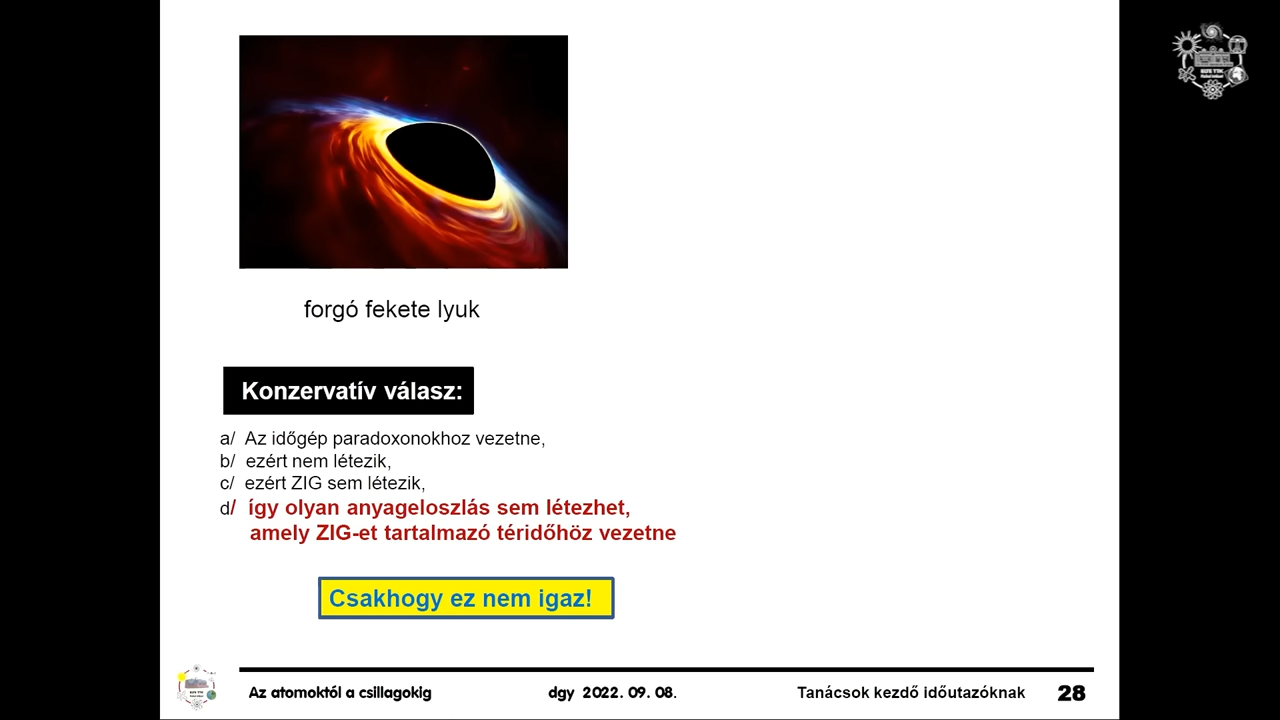 forgó fekete lyuk
Konzervatív válasz:
a/ Az időgép paradoxonokhoz vezetne,
b/ ezért nem létezik,
c/ ezért ZIG sem létezik,
d/ így olyan anyageloszlás sem létezhet,
amely ZIG-et tartalmazó téridőhöz vezetne
Csakhogy ez nem igaz!
Az atomoktól a csillagokig dgy 2022. 09. 08. Tanácsok kezdő időutazóknak 28